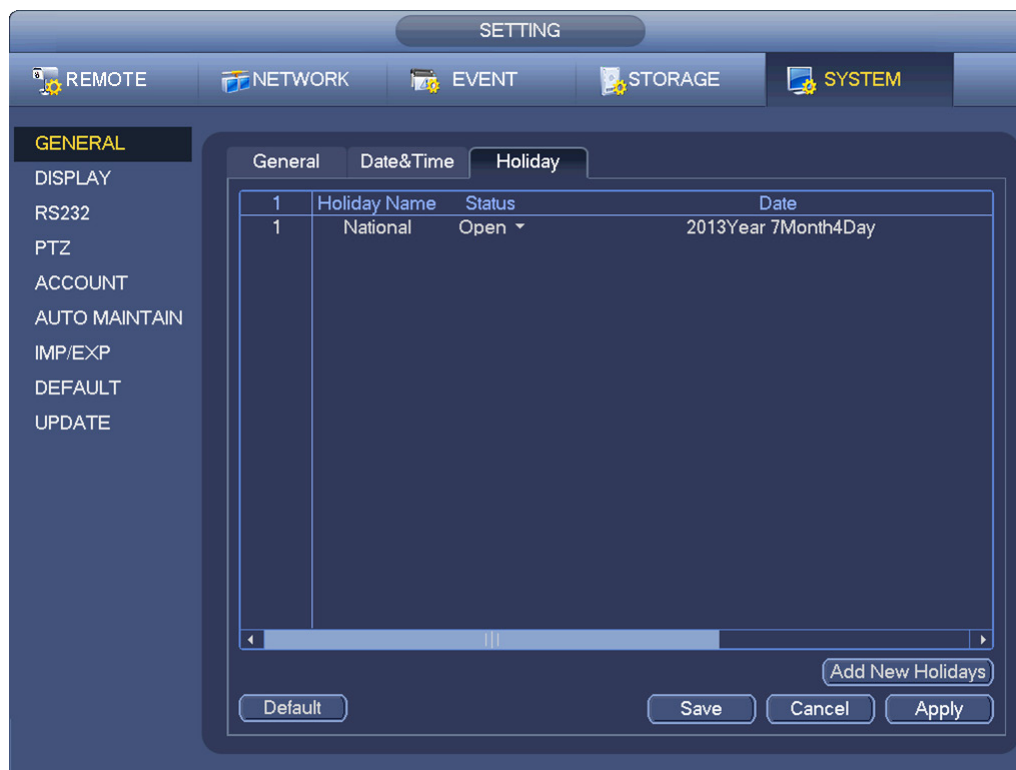 SETTING
REMOTE NETWORK EVENT STORAGE SYSTEM
GENERAL
DISPLAY
RS232
PTZ
ACCOUNT
AUTO MAINTAIN
IMP/EXP
DEFAULT
UPDATE
General Date&Time Holiday
1 Holiday Name Status Date
1 National Open 2013Year 7Month4Day
Add New Holidays
Default Save Cancel Apply